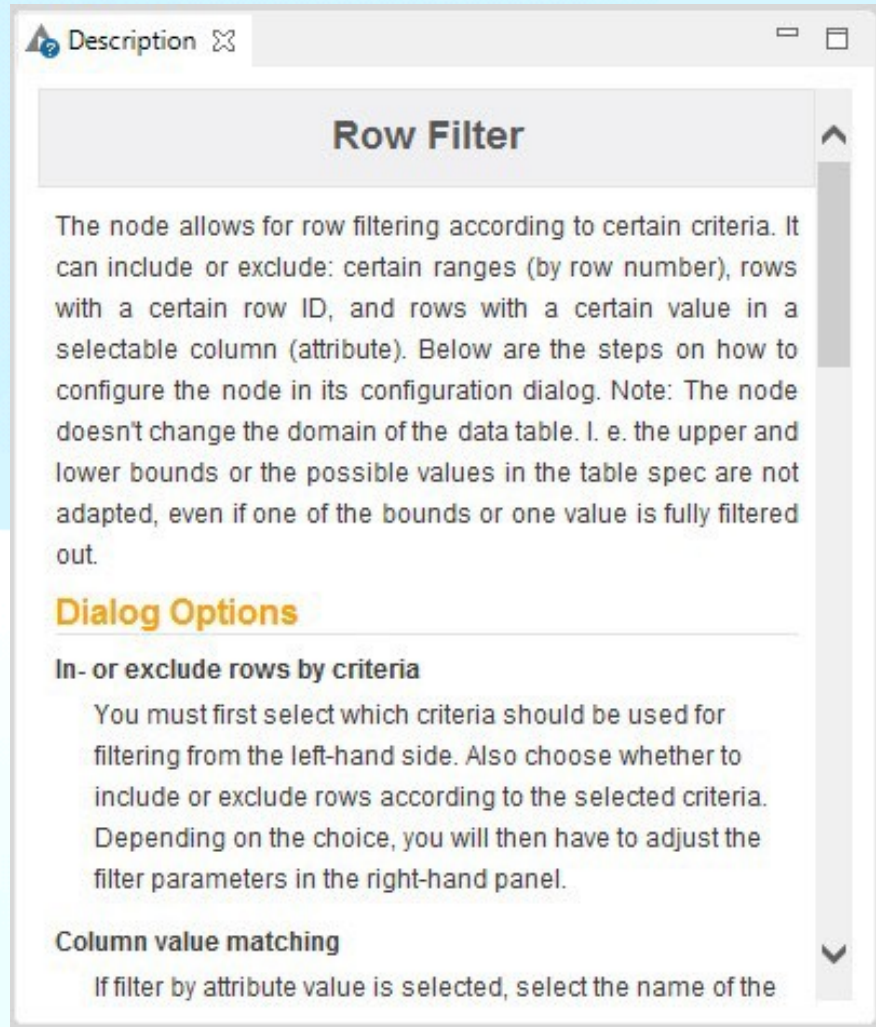 Description
Row Filter
The node allows for row filtering according to certain criteria. It
can include or exclude: certain ranges (by row number), rows
with a certain row ID, and rows with a certain value in a
selectable column (attribute). Below are the steps on how to
configure the node in its configuration dialog. Note: The node
doesn't change the domain of the data table. I. e. the upper and
lower bounds or the possible values in the table spec are not
adapted, even if one of the bounds or one value is fully filtered
out.
Dialog Options
In- or exclude rows by criteria
You must first select which criteria should be used for
filtering from the left-hand side. Also choose whether to
include or exclude rows according to the selected criteria.
Depending on the choice, you will then have to adjust the
filter parameters in the right-hand panel.
Column value matching
If filter by attribute value is selected, select the name of the